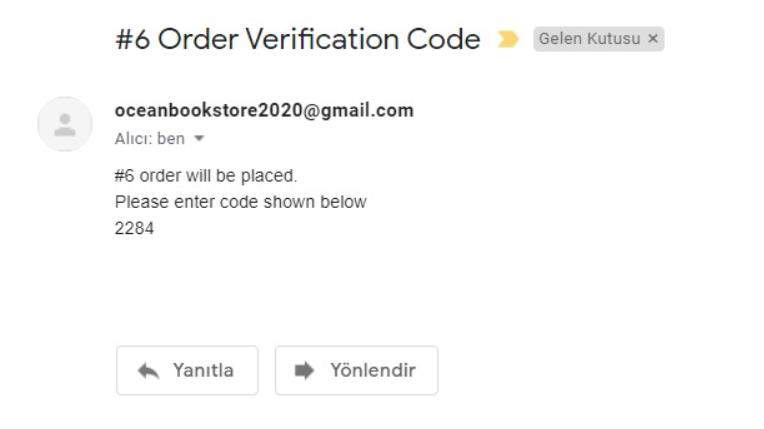 #6 Order Verification Code Gelen Kutusu ×
oceanbookstore2020@gmail.com
Alıcı: ben
#6 order will be placed.
Please enter code shown below
2284
Yanıtla Yönlendir